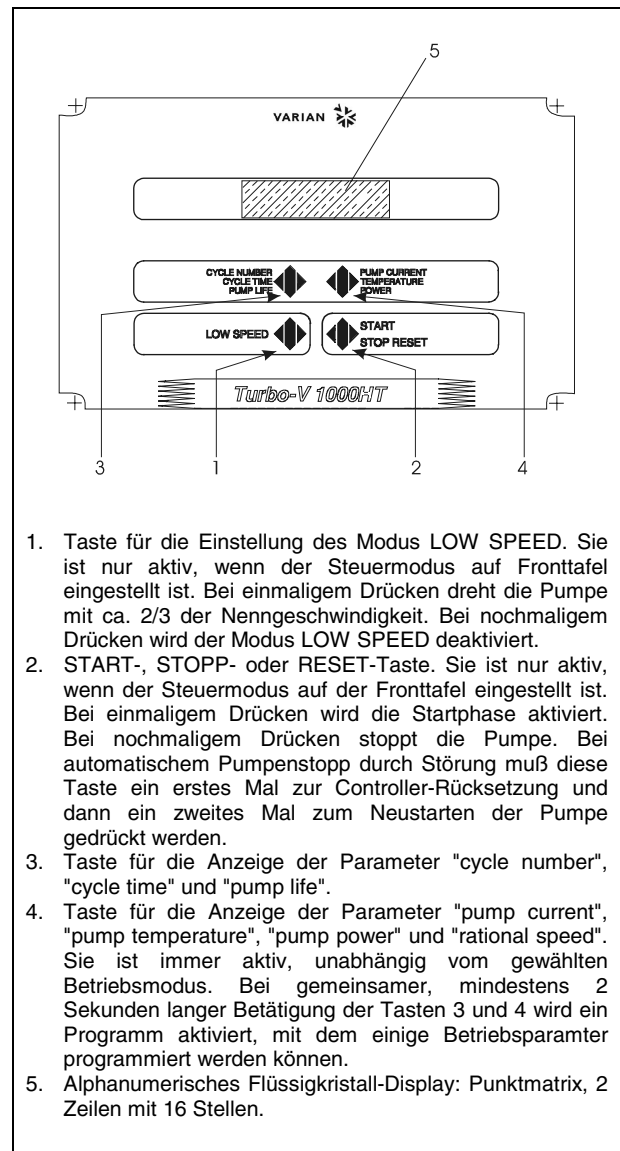 5
VARIAN
CYCLE NUMBER
CYCLE TIME
PUMP LIFE
PUMP CURRENT
TEMPERATURE
POWER
LOW SPEED
START
STOP RESET
Turbo-V 1000HT
3 1 2 4
1. Taste für die Einstellung des Modus LOW SPEED. Sie
ist nur aktiv, wenn der Steuermodus auf Fronttafel
eingestellt ist. Bei einmaligem Drücken dreht die Pumpe
mit ca. 2/3 der Nenngeschwindigkeit. Bei nochmaligem
Drücken wird der Modus LOW SPEED deaktiviert.
2. START-, STOPP- oder RESET-Taste. Sie ist nur aktiv,
wenn der Steuermodus auf der Fronttafel eingestellt ist.
Bei einmaligem Drücken wird die Startphase aktiviert.
Bei nochmaligem Drücken stoppt die Pumpe. Bei
automatischem Pumpenstopp durch Störung muß diese
Taste ein erstes Mal zur Controller-Rücksetzung und
dann ein zweites Mal zum Neustarten der Pumpe
gedrückt werden.
3. Taste für die Anzeige der Parameter "cycle number",
"cycle time" und "pump life".
4. Taste für die Anzeige der Parameter "pump current",
"pump temperature", "pump power" und "rational speed".
Sie ist immer aktiv, unabhängig vom gewählten
Betriebsmodus. Bei gemeinsamer, mindestens 2
Sekunden langer Betätigung der Tasten 3 und 4 wird ein
Programm aktiviert, mit dem einige Betriebsparamter
programmiert werden können.
5. Alphanumerisches Flüssigkristall-Display: Punktmatrix, 2
Zeilen mit 16 Stellen.